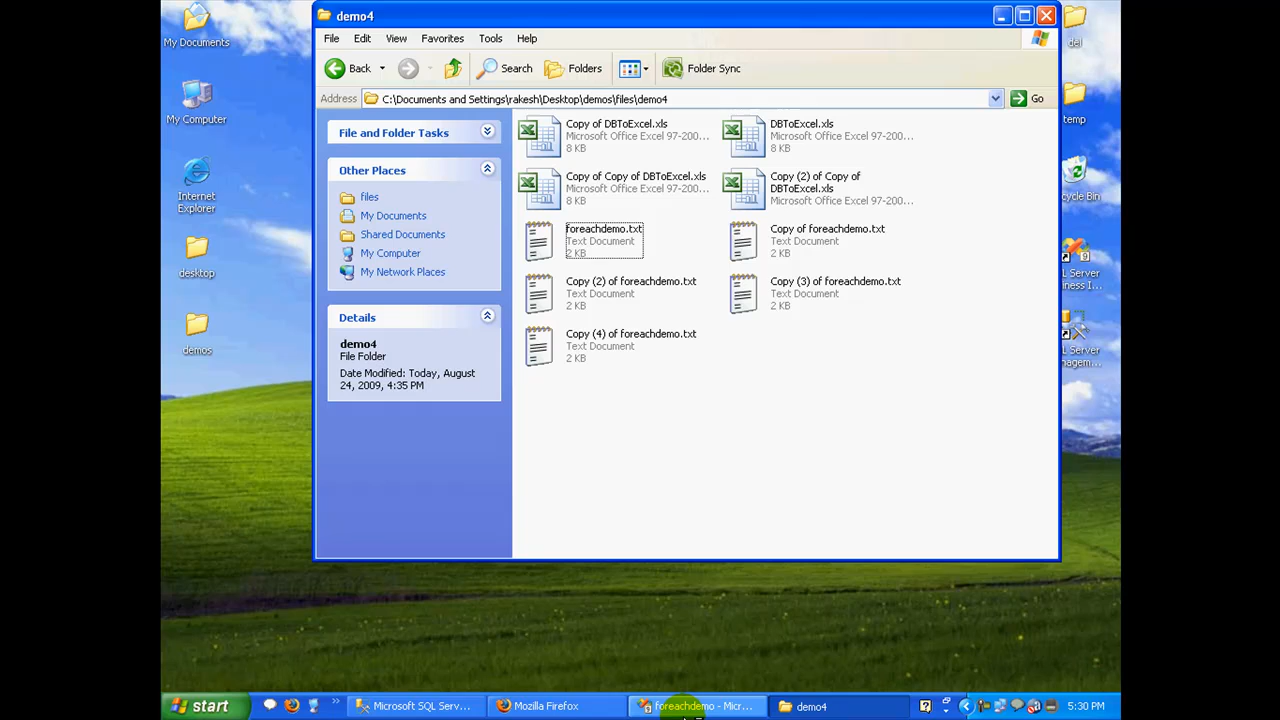 demo4
File Edit View Favorites Tools Help
Back Search Folders Folder Sync
Address C:\Documents and Settings\rakesh\Desktop\demos\files\demo4 Go
File and Folder Tasks
Other Places
files
My Documents
Shared Documents
My Computer
My Network Places
Details
demo4
File Folder
Date Modified: Today, August
24, 2009, 4:35 PM
Copy of DBToExcel.xls
Microsoft Office Excel 97-200...
8 KB
DBToExcel.xls
Microsoft Office Excel 97-200...
8 KB
Copy of Copy of DBToExcel.xls
Microsoft Office Excel 97-200...
8 KB
Copy (2) of Copy of
DBToExcel.xls
Microsoft Office Excel 97-200...
foreachdemo.txt
Text Document
2 KB
Copy of foreachdemo.txt
Text Document
2 KB
Copy (2) of foreachdemo.txt
Text Document
2 KB
Copy (3) of foreachdemo.txt
Text Document
2 KB
Copy (4) of foreachdemo.txt
Text Document
2 KB
My Documents
My Computer
Internet
Explorer
desktop
demos
del
temp
cycle Bin
L Server
iness I...
L Server
nagem...
start
Microsoft SQL Serv...
Mozilla Firefox
foreachdemo - Micr...
demo4
5:30 PM